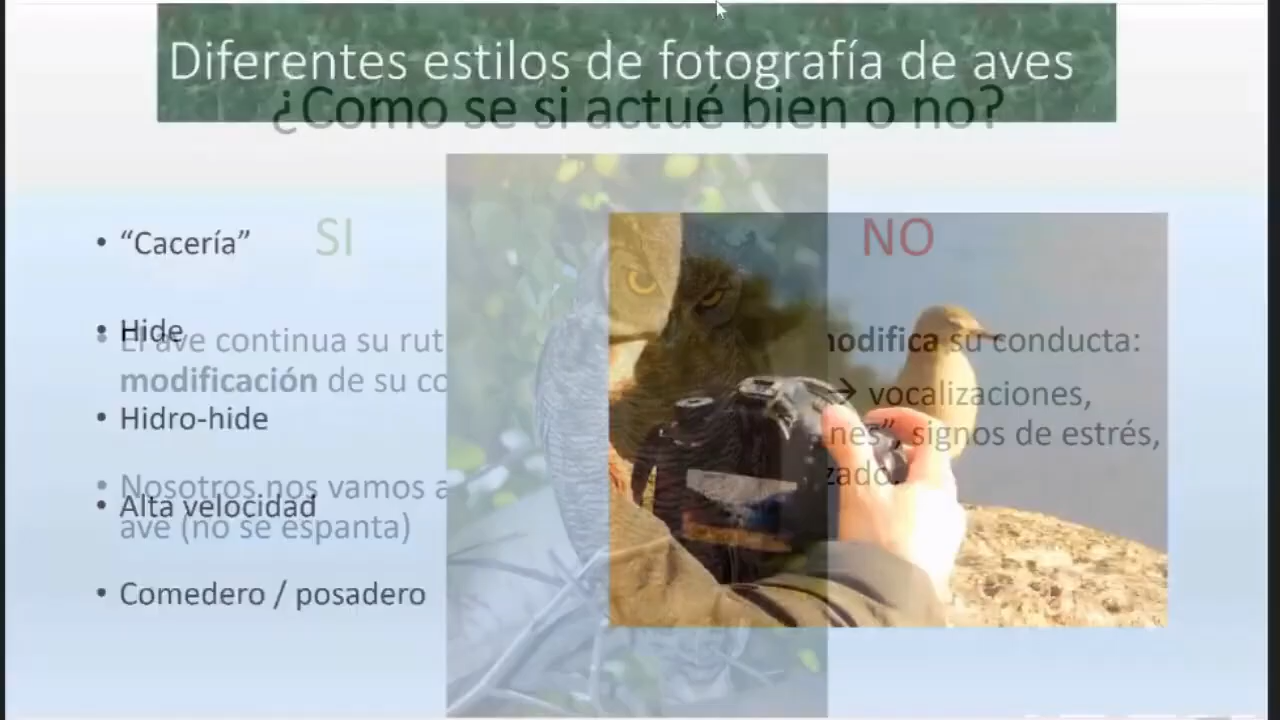 Diferentes estilos de fotografía de aves
¿Como se si actué bien o no?
• “Cacería”
• Hide
• Hidro-hide
• Alta velocidad
• Comedero / posadero
SI
• El ave continua su
modificación de su
Nosotros nos vamos
ave (no se espanta)
NO
modifica su conducta:
→ vocalizaciones,
signos de estrés,